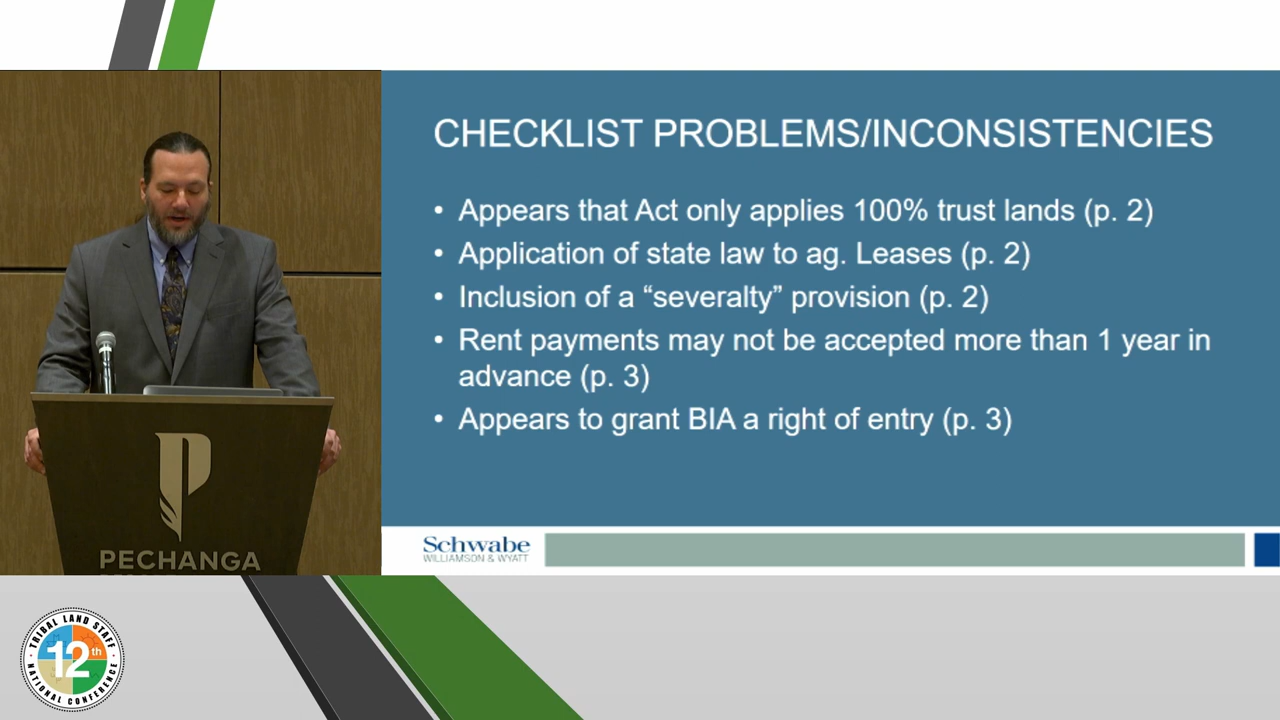 CHECKLIST PROBLEMS/INCONSISTENCIES
• Appears that Act only applies 100% trust lands (p. 2)
• Application of state law to ag. Leases (p. 2)
• Inclusion of a “severalty” provision (p. 2)
• Rent payments may not be accepted more than 1 year in
advance (p. 3)
• Appears to grant BIA a right of entry (p. 3)
PECHANGA
Schwabe
WILLIAMSON & WYATT
TRIBAL LAND STAFF
12th
NATIONAL CONFERENCE